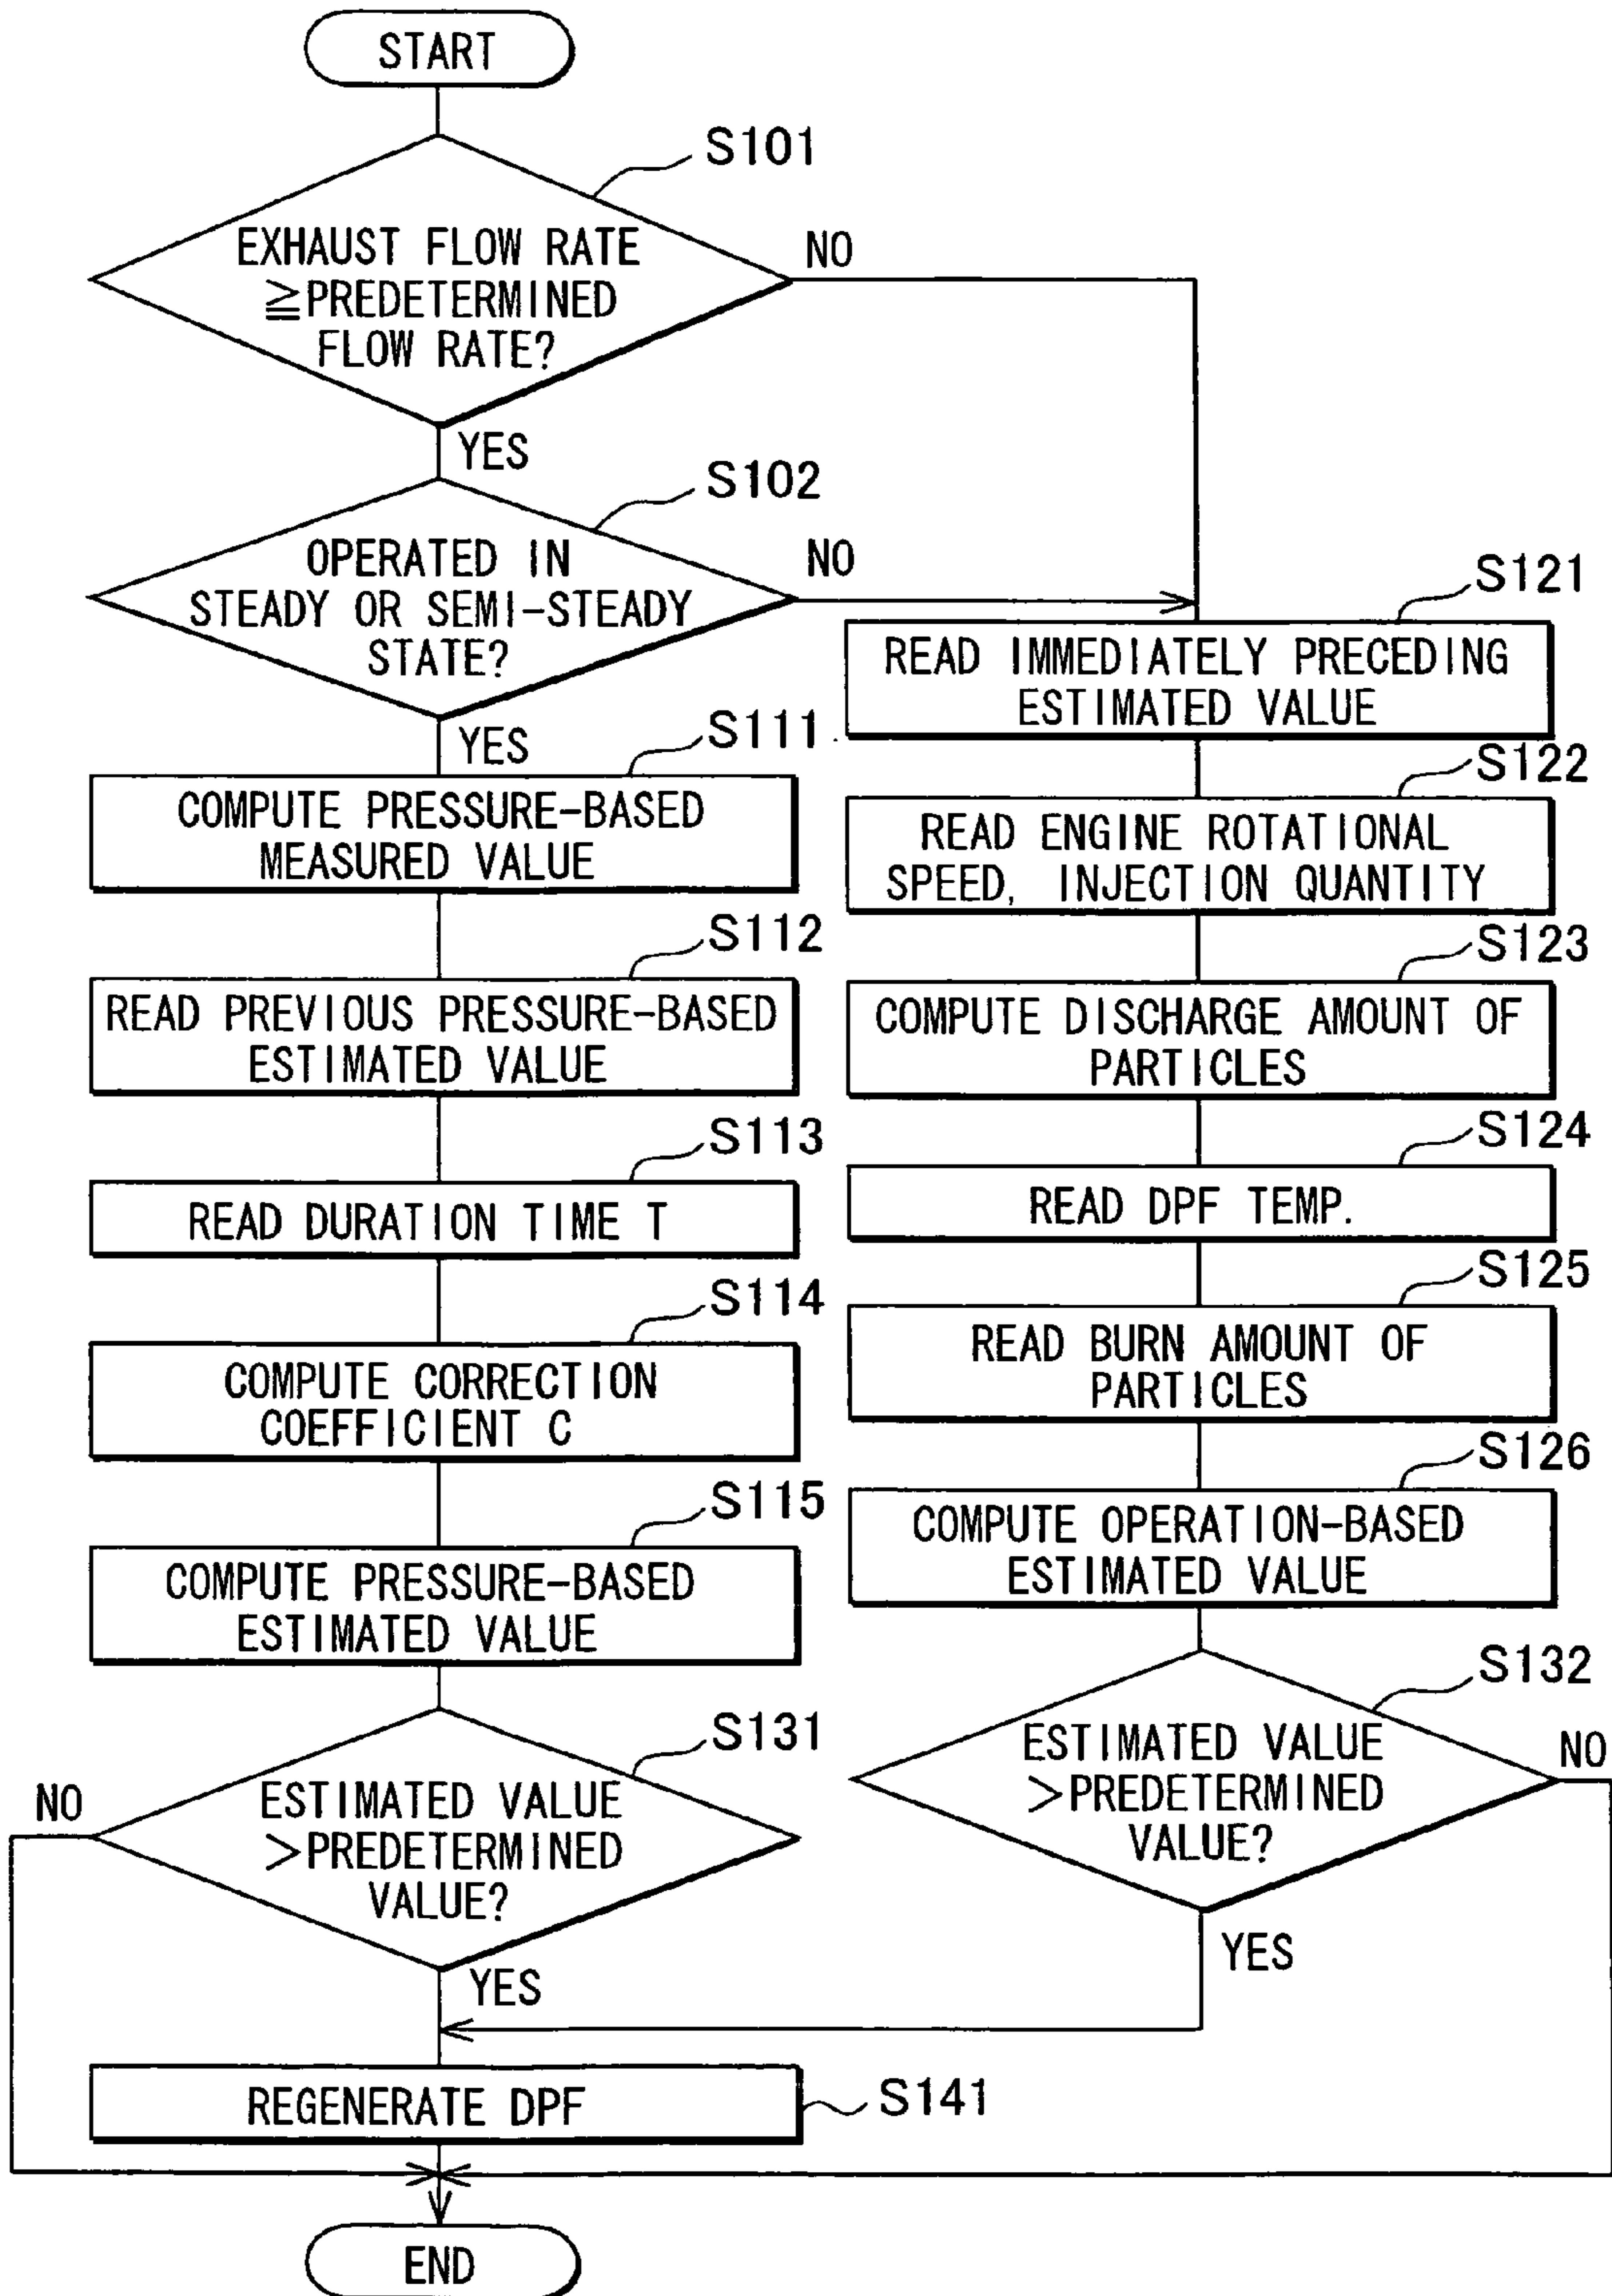 START
S101
EXHAUST FLOW RATE
≧PREDETERMINED
FLOW RATE?
NO
YES
S102
OPERATED IN
STEADY OR SEMI-STEADY
STATE?
NO
YES
S111
COMPUTE PRESSURE-BASED
MEASURED VALUE
S112
READ PREVIOUS PRESSURE-BASED
ESTIMATED VALUE
S113
READ DURATION TIME T
S114
COMPUTE CORRECTION
COEFFICIENT C
S115
COMPUTE PRESSURE-BASED
ESTIMATED VALUE
S131
NO
ESTIMATED VALUE
>PREDETERMINED
VALUE?
YES
S121
READ IMMEDIATELY PRECEDING
ESTIMATED VALUE
S122
READ ENGINE ROTATIONAL
SPEED, INJECTION QUANTITY
S123
COMPUTE DISCHARGE AMOUNT OF
PARTICLES
S124
READ DPF TEMP.
S125
READ BURN AMOUNT OF
PARTICLES
S126
COMPUTE OPERATION-BASED
ESTIMATED VALUE
S132
ESTIMATED VALUE
>PREDETERMINED
VALUE?
NO
YES
REGENERATE DPF
S141
END